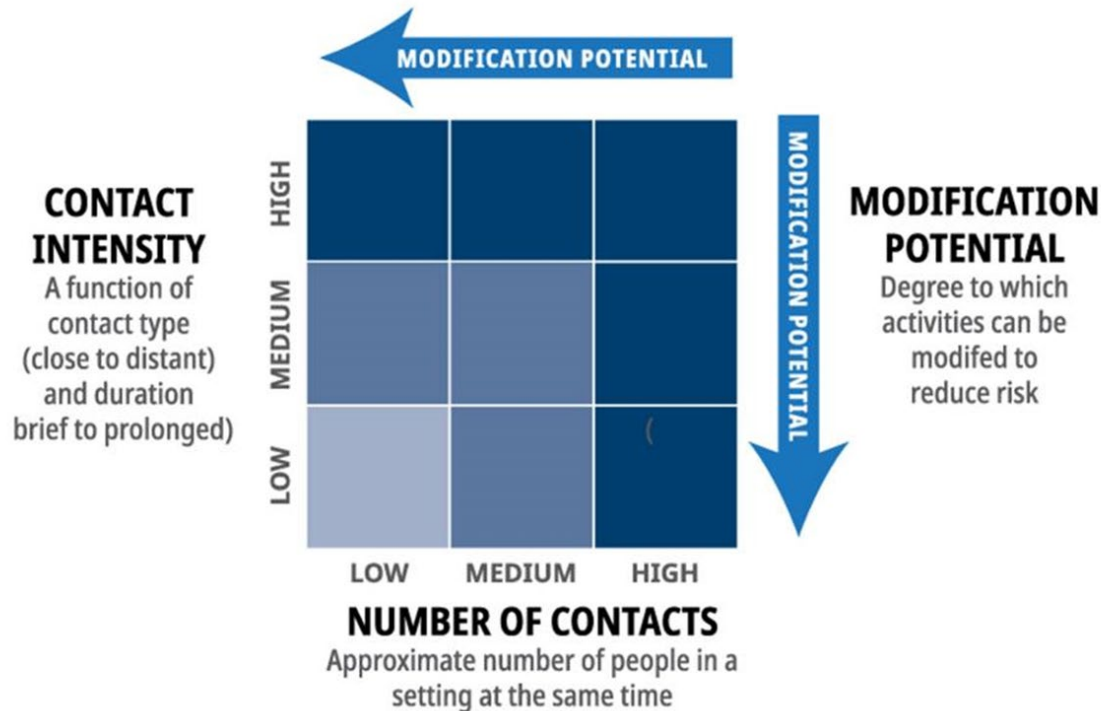 MODIFICATION POTENTIAL
CONTACT
INTENSITY
A function of
contact type
(close to distant)
and duration
brief to prolonged)
HIGH
MEDIUM
LOW
(
LOW MEDIUM HIGH
NUMBER OF CONTACTS
Approximate number of people in a
setting at the same time
MODIFICATION POTENTIAL
MODIFICATION
POTENTIAL
Degree to which
activities can be
modifed to
reduce risk